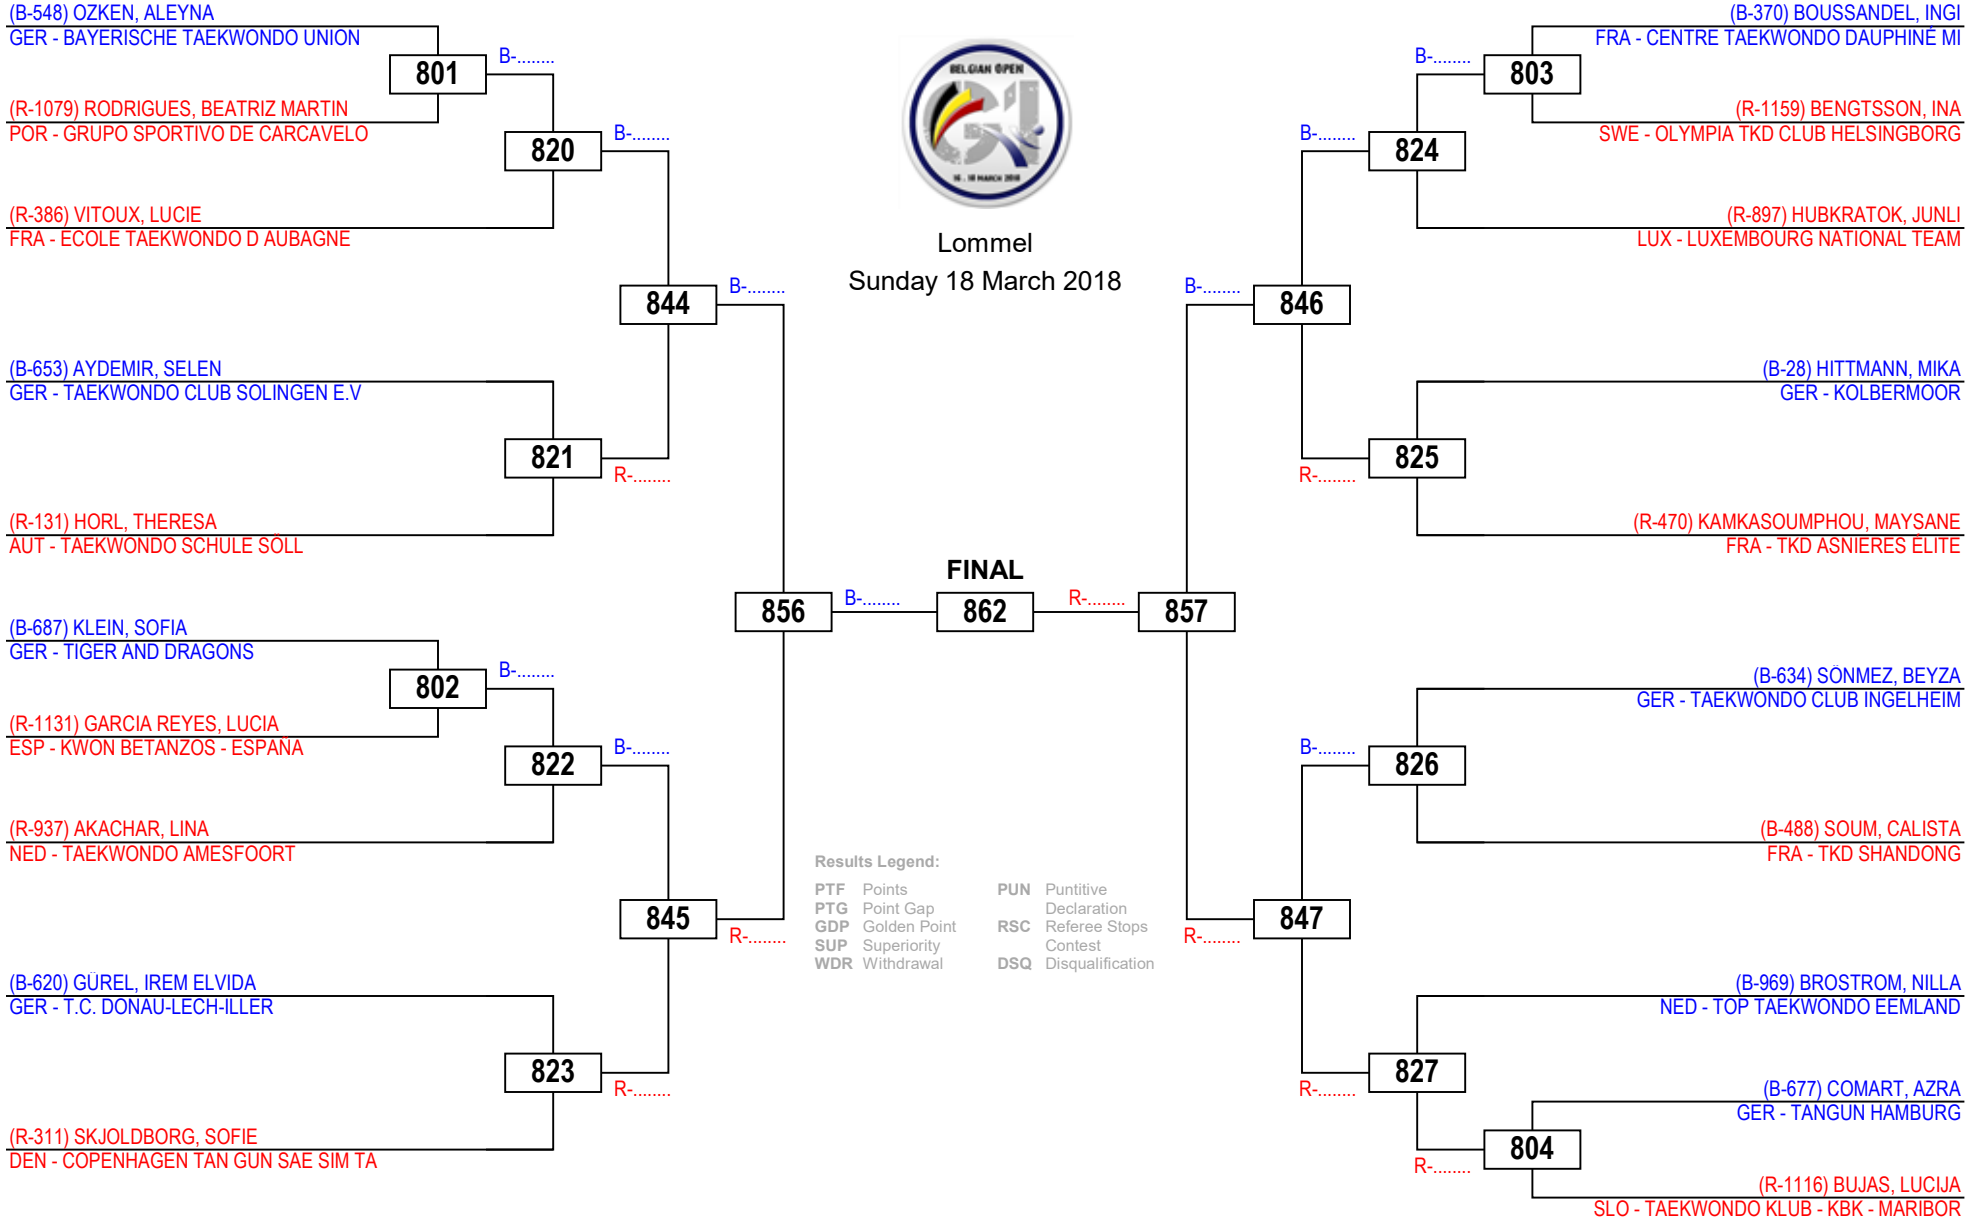 (B-548) OZKEN, ALEYNA
GER - BAYERISCHE TAEKWONDO UNION
801
B-........
(R-1079) RODRIGUES, BEATRIZ MARTIN
POR - GRUPO SPORTIVO DE CARCAVELO
820
B-........
(R-386) VITOUX, LUCIE
FRA - ECOLE TAEKWONDO D AUBAGNE
844
B-........
(B-653) AYDEMIR, SELEN
GER - TAEKWONDO CLUB SOLINGEN E.V
821
R-........
(R-131) HORL, THERESA
AUT - TAEKWONDO SCHULE SÖLL
856
B-........
(B-687) KLEIN, SOFIA
GER - TIGER AND DRAGONS
802
B-........
(R-1131) GARCIA REYES, LUCIA
ESP - KWON BETANZOS - ESPAÑA
822
B-........
(R-937) AKACHAR, LINA
NED - TAEKWONDO AMESFOORT
845
R-........
(B-620) GÜREL, IREM ELVIDA
GER - T.C. DONAU-LECH-ILLER
823
R-........
(R-311) SKJOLDBORG, SOFIE
DEN - COPENHAGEN TAN GUN SAE SIM TA
BELGIAN OPEN
G1
16 - 18 MARCH 2018
Lommel
Sunday 18 March 2018
FINAL
862
Results Legend:
PTF Points
PTG Point Gap
GDP Golden Point
SUP Superiority
WDR Withdrawal
PUN Puntitive
Declaration
RSC Referee Stops
Contest
DSQ Disqualification
(B-370) BOUSSANDEL, INGI
FRA - CENTRE TAEKWONDO DAUPHINÉ MI
B-........
803
(R-1159) BENGTSSON, INA
SWE - OLYMPIA TKD CLUB HELSINGBORG
B-........
824
(R-897) HUBKRATOK, JUNLI
LUX - LUXEMBOURG NATIONAL TEAM
B-........
846
(B-28) HITTMANN, MIKA
GER - KOLBERMOOR
825
R-........
(R-470) KAMKASOUMPHOU, MAYSANE
FRA - TKD ASNIERES ÉLITE
R-........
857
(B-634) SÖNMEZ, BEYZA
GER - TAEKWONDO CLUB INGELHEIM
B-........
826
(B-488) SOUM, CALISTA
FRA - TKD SHANDONG
847
R-........
(B-969) BROSTROM, NILLA
NED - TOP TAEKWONDO EEMLAND
827
R-........
(B-677) COMART, AZRA
GER - TANGUN HAMBURG
804
R-........
(R-1116) BUJAS, LUCIJA
SLO - TAEKWONDO KLUB - KBK - MARIBOR